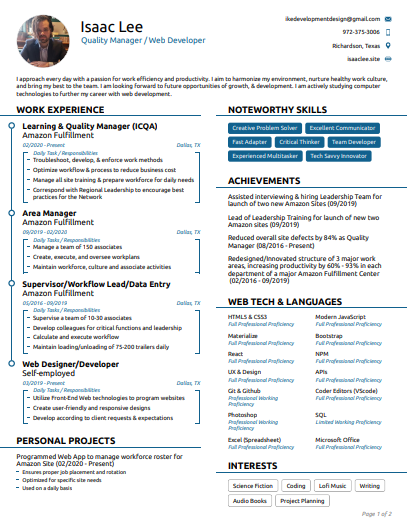 Isaac Lee
Quality Manager / Web Developer
ikedevelopmentdesign@gmail.com
972-375-3006
Richardson, Texas
isaaclee.site
I approach every day with a passion for work efficiency and productivity. I aim to harmonize my environment, nurture healthy work culture,
and bring my best to the team. I am looking forward to future opportunities of growth, & development. I am actively studying computer
technologies to further my career with web development.
WORK EXPERIENCE
Learning & Quality Manager (ICQA)
Amazon Fulfillment
02/2020 - Present
Dallas, TX
Daily Task / Responsibilities
Troubleshoot, develop, & enforce work methods
Optimize workflow & process to reduce business cost
Manage all site training & prepare workforce for daily needs
Correspond with Regional Leadership to encourage best
practices for the Network
Area Manager
Amazon Fulfillment
09/2019 - 02/2020
Dallas, TX
Daily Tasks / Responsibilities
Manage a team of 150 associates
Create, execute, and oversee workplans
Maintain workforce, culture and associate activities
Supervisor/Workflow Lead/Data Entry
Amazon Fulfillment
05/2016 - 09/2019
Dallas, TX
Daily Tasks / Responsibilities
Supervise a team of 10-30 associates
Develop colleagues for critical functions and leadership
Calculate and execute workflow
Maintain loading/unloading of 75-200 trailers daily
Web Designer/Developer
Self-employed
03/2019 - Present
Dallas, TX
Daily Tasks / Responsibilities
Utilize Front-End Web technologies to program websites
Create user-friendly and responsive designs
Develop according to client requests & expectations
PERSONAL PROJECTS
Programmed Web App to manage workforce roster for
Amazon Site (02/2020 - Present)
Ensures proper job placement and rotation
Optimized for specific site needs
Used on a daily basis
NOTEWORTHY SKILLS
Creative Problem Solver
Excellent Communicator
Fast Adapter
Critical Thinker
Team Developer
Experienced Multitasker
Tech Savvy Innovator
ACHIEVEMENTS
Assisted interviewing & hiring Leadership Team for
launch of two new Amazon Sites (09/2019)
Lead of Leadership Training for launch of new two
Amazon sites (09/2019)
Reduced overall site defects by 84% as Quality
Manager (08/2016 - Present)
Redesigned/Innovated structure of 3 major work
areas, increasing productivity by 60% - 93% in each
department of a major Amazon Fulfillment Center
(02/2016 - 09/2019)
WEB TECH & LANGUAGES
HTML5 & CSS3
Full Professional Proficiency
Modern JavaScript
Full Professional Proficiency
Materialize
Full Professional Proficiency
Bootstrap
Full Professional Proficiency
React
Full Professional Proficiency
NPM
Full Professional Proficiency
UX & Design
Full Professional Proficiency
APIs
Full Professional Proficiency
Git & Github
Professional Working
Proficiency
Coder Editors (VScode)
Full Professional Proficiency
Photoshop
Professional Working
Proficiency
SQL
Limited Working Proficiency
Excel (Spreadsheet)
Full Professional Proficiency
Microsoft Office
Full Professional Proficiency
INTERESTS
Science Fiction
Coding
Lofi Music
Writing
Audio Books
Project Planning
Page 1 of 2